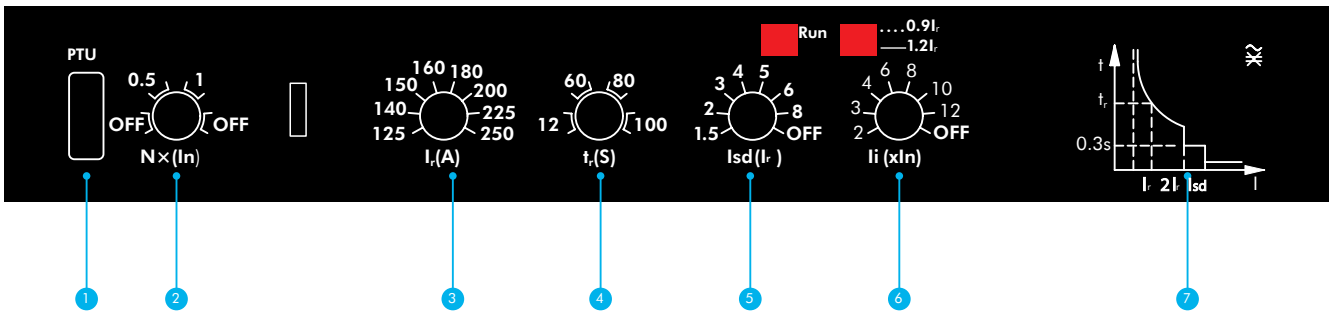 PTU
0.5 1
OFF OFF
N×(In)
160 180
150 200
140 225
125 250
Ir(A)
60 80
12 100
tr(S)
Run
4 5
3 6
2 8
1.5 OFF
Isd(Ir )
....0.9Ir
—1.2Ir
6 8
4 10
3 12
2 OFF
Ii (xIn)
t
tr
0.3s
Ir 2Ir Isd I
1 2 3 4 5 6 7